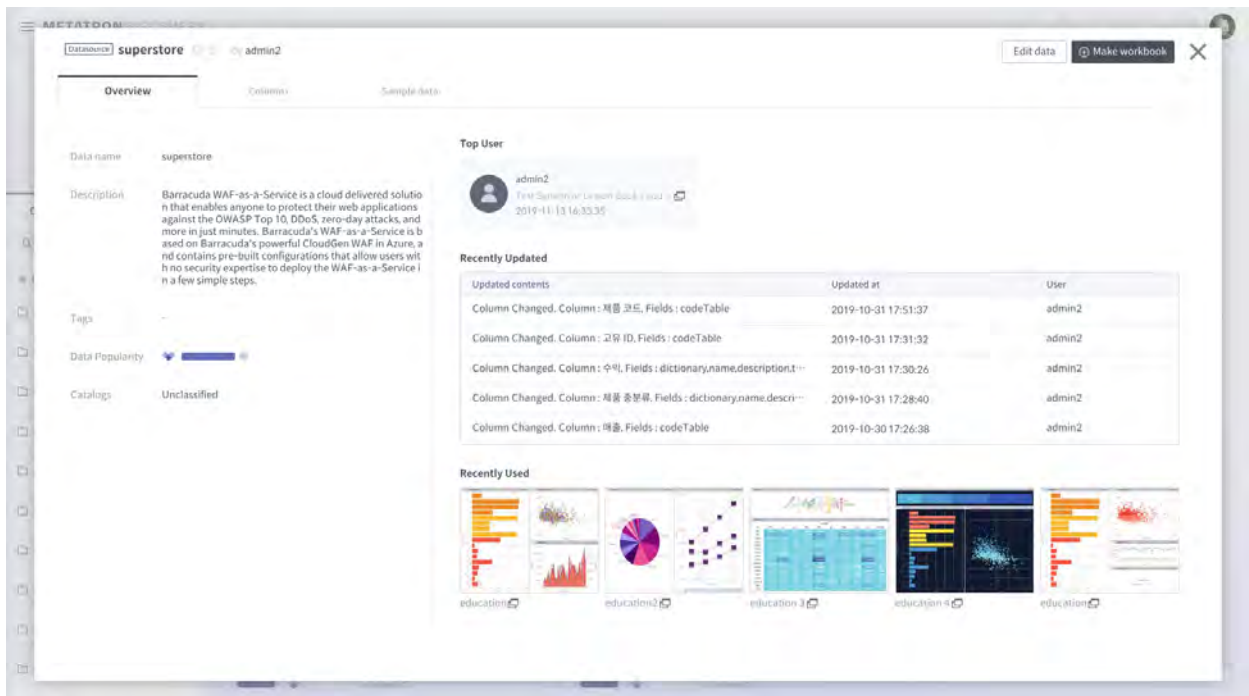 METATRON
Datasource superstore by admin2
Edit data
Make workbook
Overview
Columns
Sample data
Data name superstore
Description
Barracuda WAF-as-a-Service is a cloud delivered solutio
n that enables anyone to protect their web applications
against the OWASP Top 10, DDoS, zero-day attacks, and
more in just minutes. Barracuda's WAF-as-a-Service is b
ased on Barracuda's powerful CloudGen WAF in Azure, a
nd contains pre-built configurations that allow users wit
h no security expertise to deploy the WAF-as-a-Service i
n a few simple steps.
Tags -
Data Popularity
Catalogs Unclassified
Top User
admin2
2019-11-13 16:33:35
Recently Updated
Updated contents Updated at User
Column Changed. Column : 제품 코드, Fields : codeTable 2019-10-31 17:51:37 admin2
Column Changed. Column : 고유 ID, Fields : codeTable 2019-10-31 17:31:32 admin2
Column Changed. Column : 수익, Fields : dictionary,name,description,t··· 2019-10-31 17:30:26 admin2
Column Changed. Column : 제품 중분류, Fields : dictionary,name,descri··· 2019-10-31 17:28:40 admin2
Column Changed. Column : 매출, Fields : codeTable 2019-10-30 17:26:38 admin2
Recently Used
education
education2
education 3
education 4
education